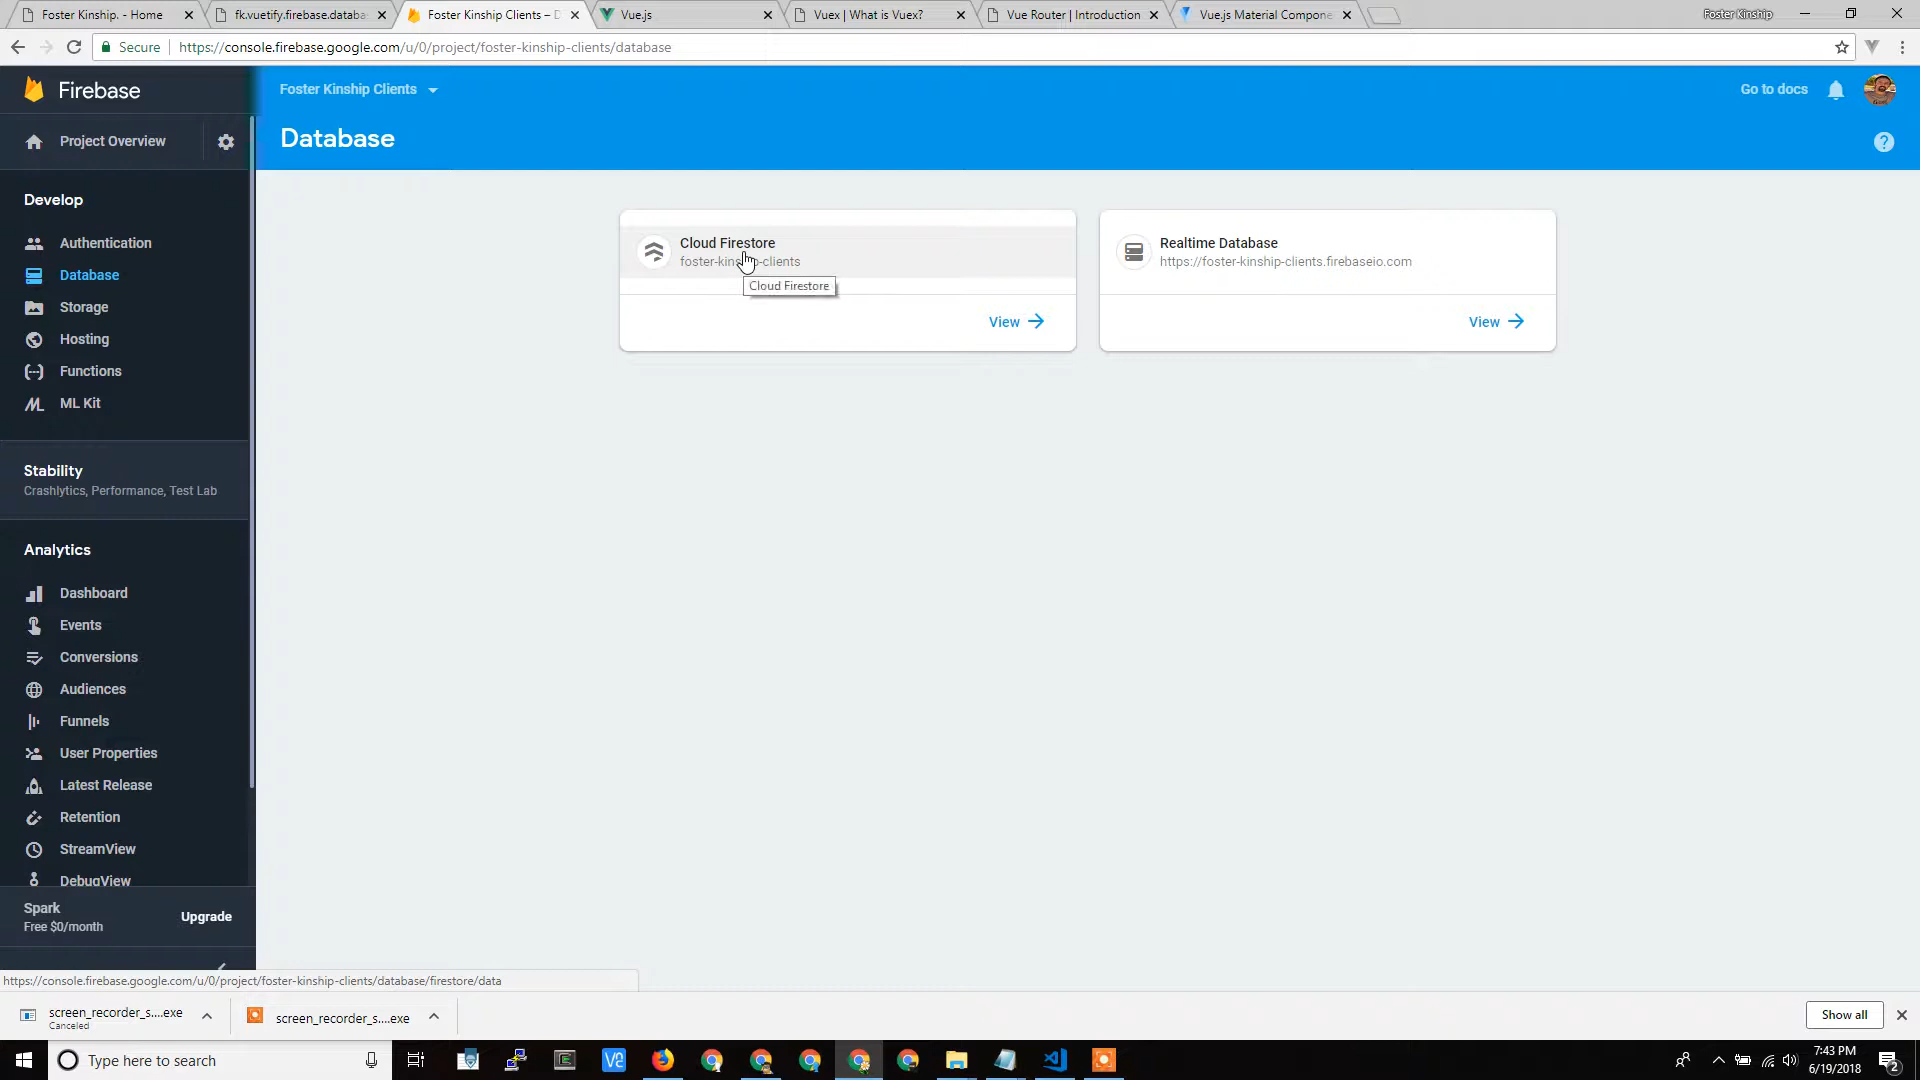 Foster Kinship. - Home
fk.vuetify.firebase.databa
Foster Kinship Clients – D
Vue.js
Vuex | What is Vuex?
Vue Router | Introduction
Vue.js Material Compone
Foster Kinship
Secure
https://console.firebase.google.com/u/0/project/foster-kinship-clients/database
Firebase
Foster Kinship Clients
Go to docs
Project Overview
Database
?
Develop
Authentication
Database
Storage
Hosting
Functions
ML Kit
Cloud Firestore
foster-kinship-clients
Cloud Firestore
View
Realtime Database
https://foster-kinship-clients.firebaseio.com
View
Stability
Crashlytics, Performance, Test Lab
Analytics
Dashboard
Events
Conversions
Audiences
Funnels
User Properties
Latest Release
Retention
StreamView
DebugView
Spark
Free $0/month
Upgrade
https://console.firebase.google.com/u/0/project/foster-kinship-clients/database/firestore/data
screen_recorder_s....exe
Canceled
screen_recorder_s....exe
Show all
Type here to search
7:43 PM
6/19/2018
2